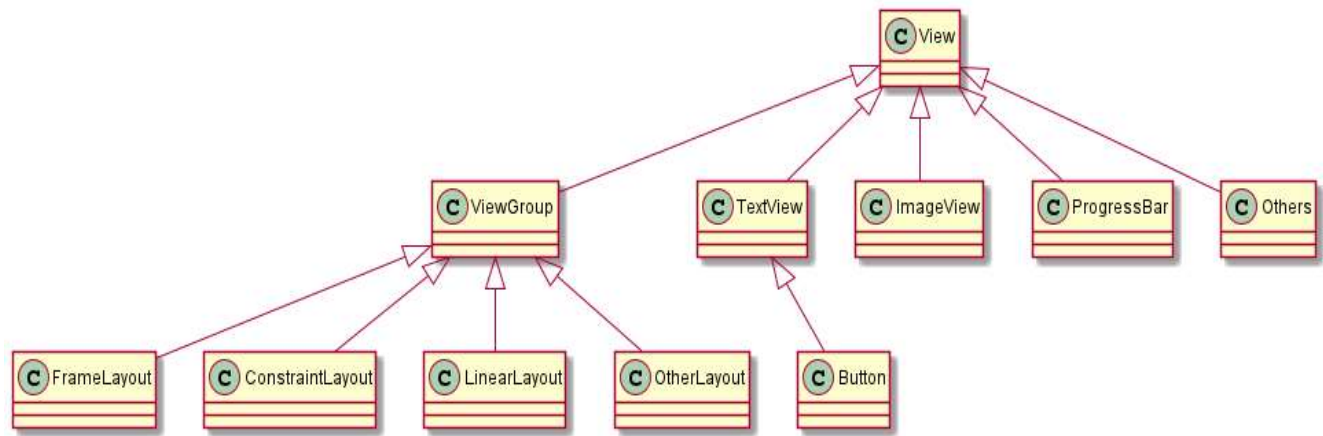 C View
C ViewGroup
C TextView
C ImageView
C ProgressBar
C Others
C FrameLayout
C ConstraintLayout
C LinearLayout
C OtherLayout
C Button